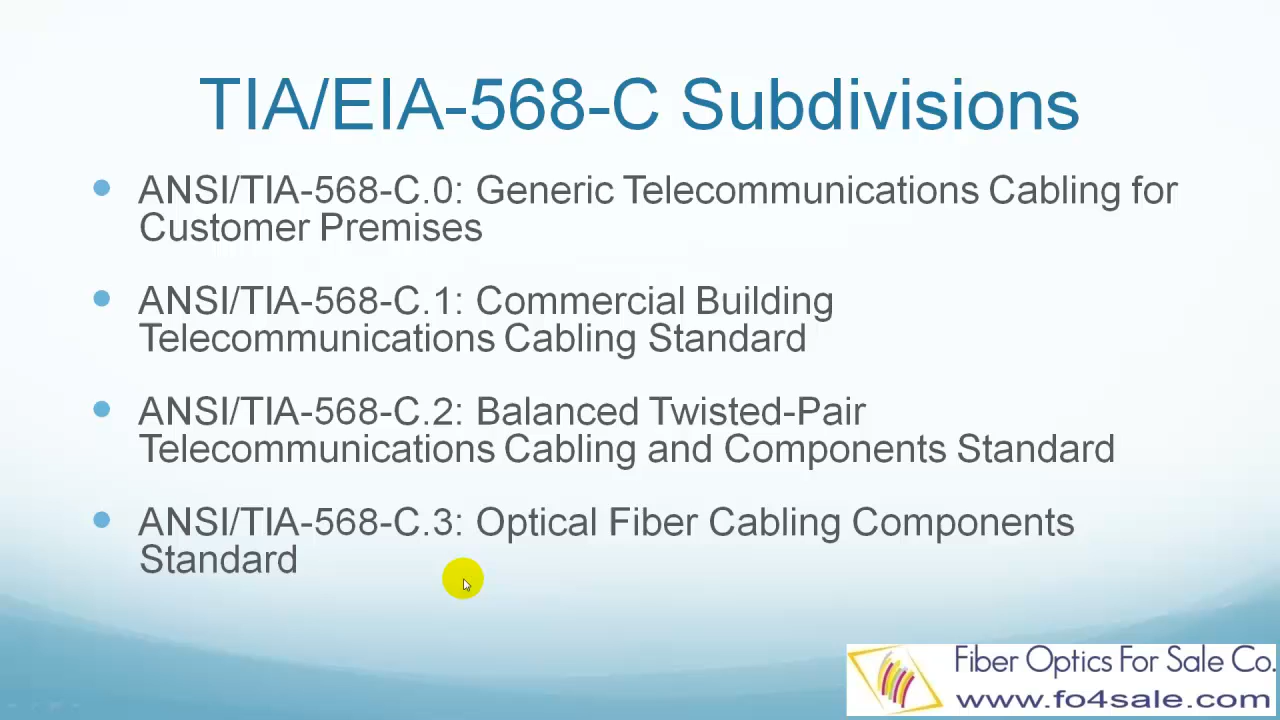 TIA/EIA-568-C Subdivisions
ANSI/TIA-568-C.0: Generic Telecommunications Cabling for
Customer Premises
ANSI/TIA-568-C.1: Commercial Building
Telecommunications Cabling Standard
ANSI/TIA-568-C.2: Balanced Twisted-Pair
Telecommunications Cabling and Components Standard
ANSI/TIA-568-C.3: Optical Fiber Cabling Components
Standard
Fiber Optics For Sale Co.
www.fo4sale.com